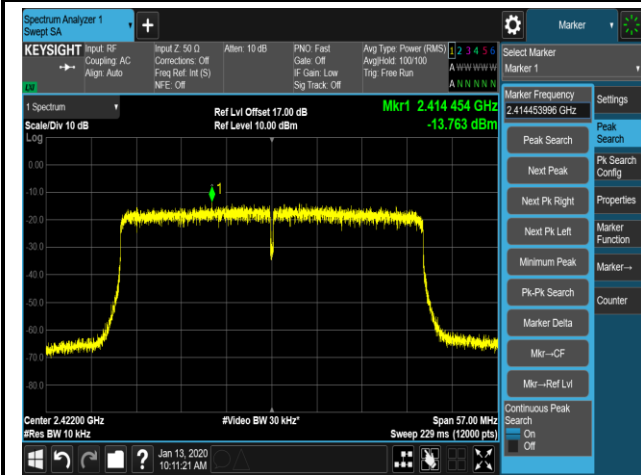 Spectrum Analyzer 1
Swept SA
Marker
KEYSIGHT
Input: RF
Coupling: AC
Align: Auto
Input Z: 50 Ω
Corrections: Off
Freq Ref: Int (S)
NFE: Off
Atten: 10 dB
PNO: Fast
Gate: Off
IF Gain: Low
Sig Track: Off
Avg Type: Power (RMS)
Avg|Hold: 100/100
Trig: Free Run
1 2 3 4 5 6
A W W W W W
A N N N N N
Select Marker
Marker 1
1 Spectrum
Scale/Div 10 dB
Log
Ref Lvl Offset 17.00 dB
Ref Level 10.00 dBm
Mkr1 2.414 454 GHz
-13.763 dBm
0.00
-10.0
-20.0
-30.0
-40.0
-50.0
-60.0
-70.0
-80.0
1
Center 2.42200 GHz
#Res BW 10 kHz
#Video BW 30 kHz*
Span 57.00 MHz
Sweep 229 ms (12000 pts)
Marker Frequency
2.414453996 GHz
Peak Search
Next Peak
Next Pk Right
Next Pk Left
Minimum Peak
Pk-Pk Search
Marker Delta
Mkr→CF
Mkr→Ref Lvl
Continuous Peak
Search
On
Off
Settings
Peak
Search
Pk Search
Config
Properties
Marker
Function
Marker→
Counter
?
Jan 13, 2020
10:11:21 AM